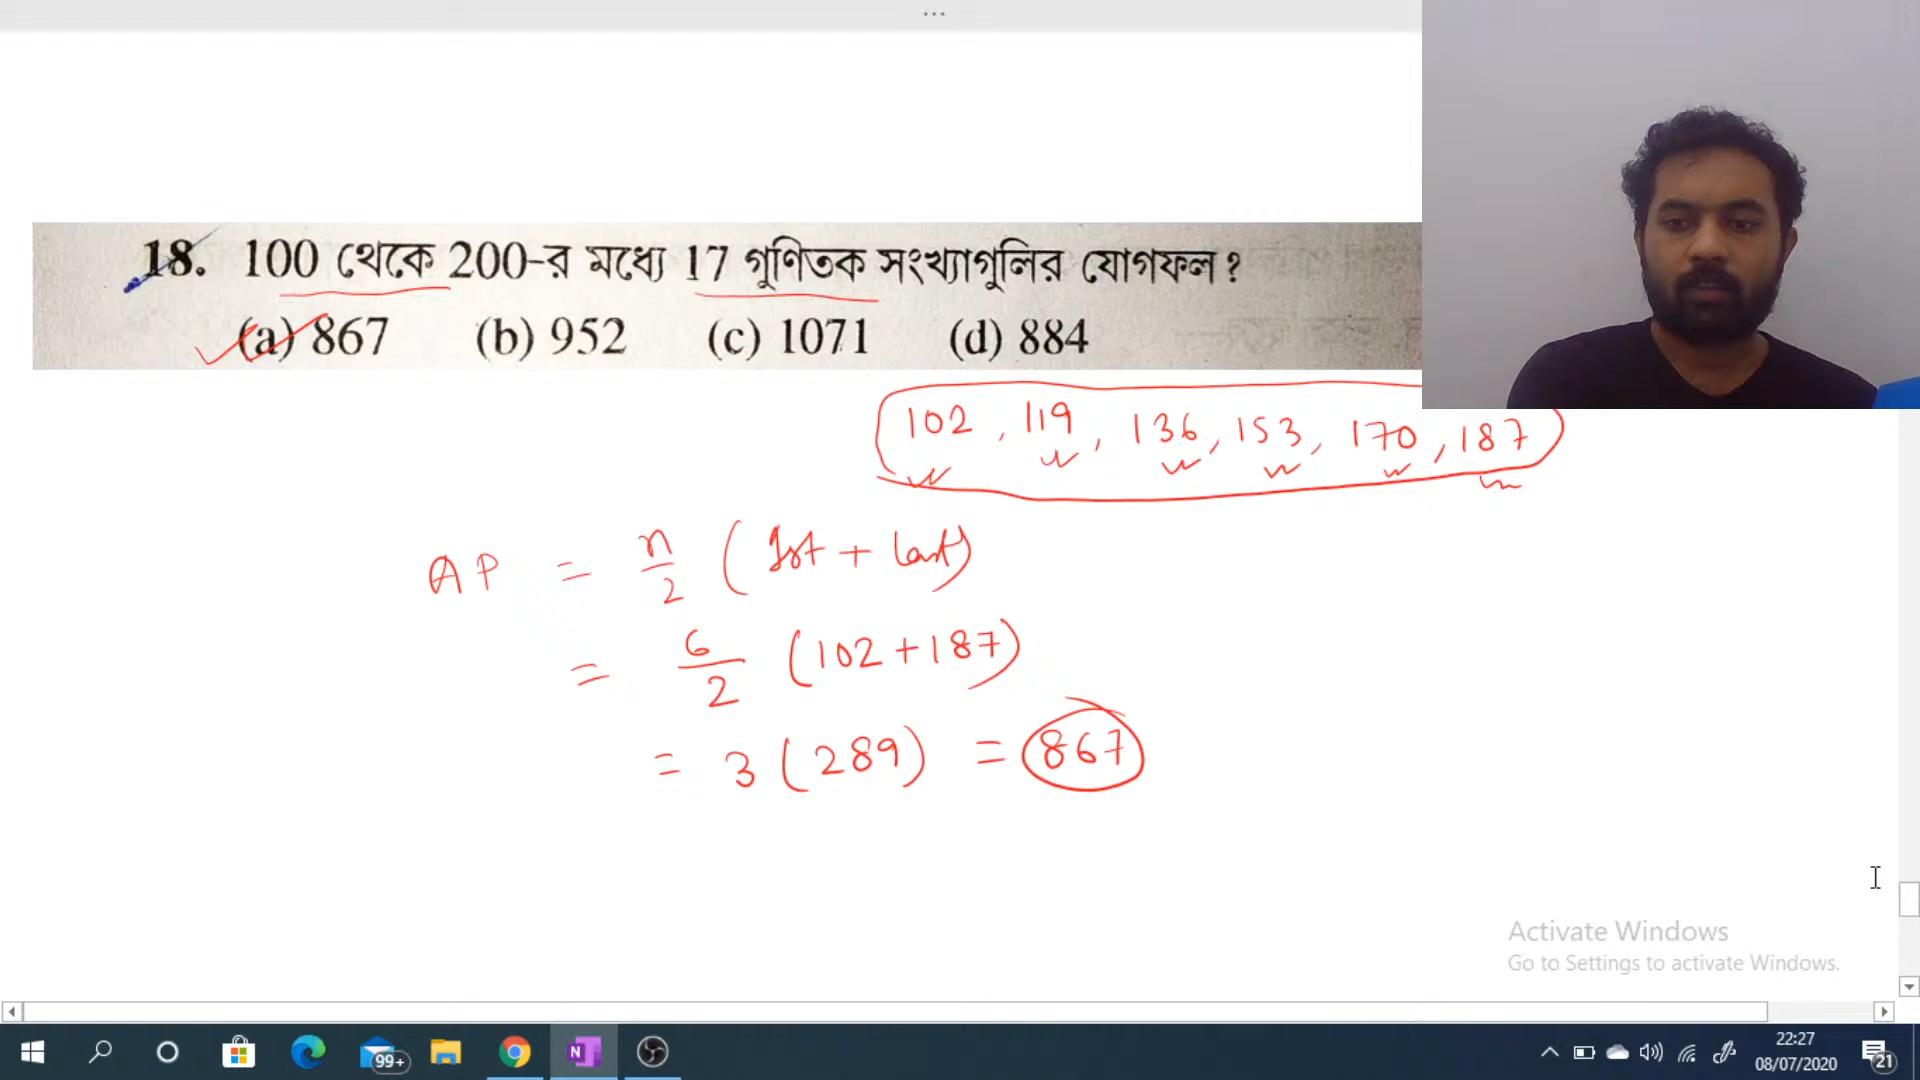 ...
18. 100 থেকে 200-র মধ্যে 17 গুণিতক সংখ্যাগুলির যোগফল ?
(a) 867 (b) 952 (c) 1071 (d) 884
102 , 119 , 136 , 153 , 170 , 187
AP = n/2 (1st + last)
= 6/2 (102 + 187)
= 3 (289) = 867
Activate Windows
Go to Settings to activate Windows.
99+
22:27
08/07/2020
21